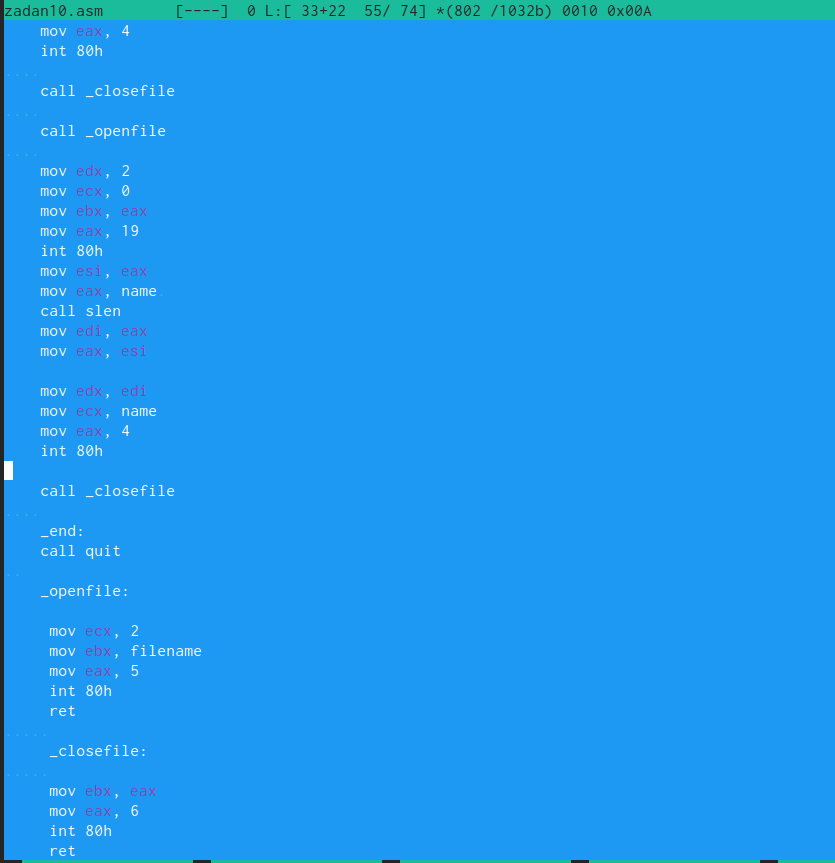 zadan10.asm        [----]  0 L:[ 33+22  55/ 74] *(802 /1032b) 0010 0x00A
    mov eax, 4
    int 80h
....
    call _closefile
....
    call _openfile
....
    mov edx, 2
    mov ecx, 0
    mov ebx, eax
    mov eax, 19
    int 80h
    mov esi, eax
    mov eax, name
    call slen
    mov edi, eax
    mov eax, esi

    mov edx, edi
    mov ecx, name
    mov eax, 4
    int 80h

    call _closefile
....
    _end:
    call quit
..
    _openfile:

     mov ecx, 2
     mov ebx, filename
     mov eax, 5
     int 80h
     ret
.....
     _closefile:
.....
     mov ebx, eax
     mov eax, 6
     int 80h
     ret